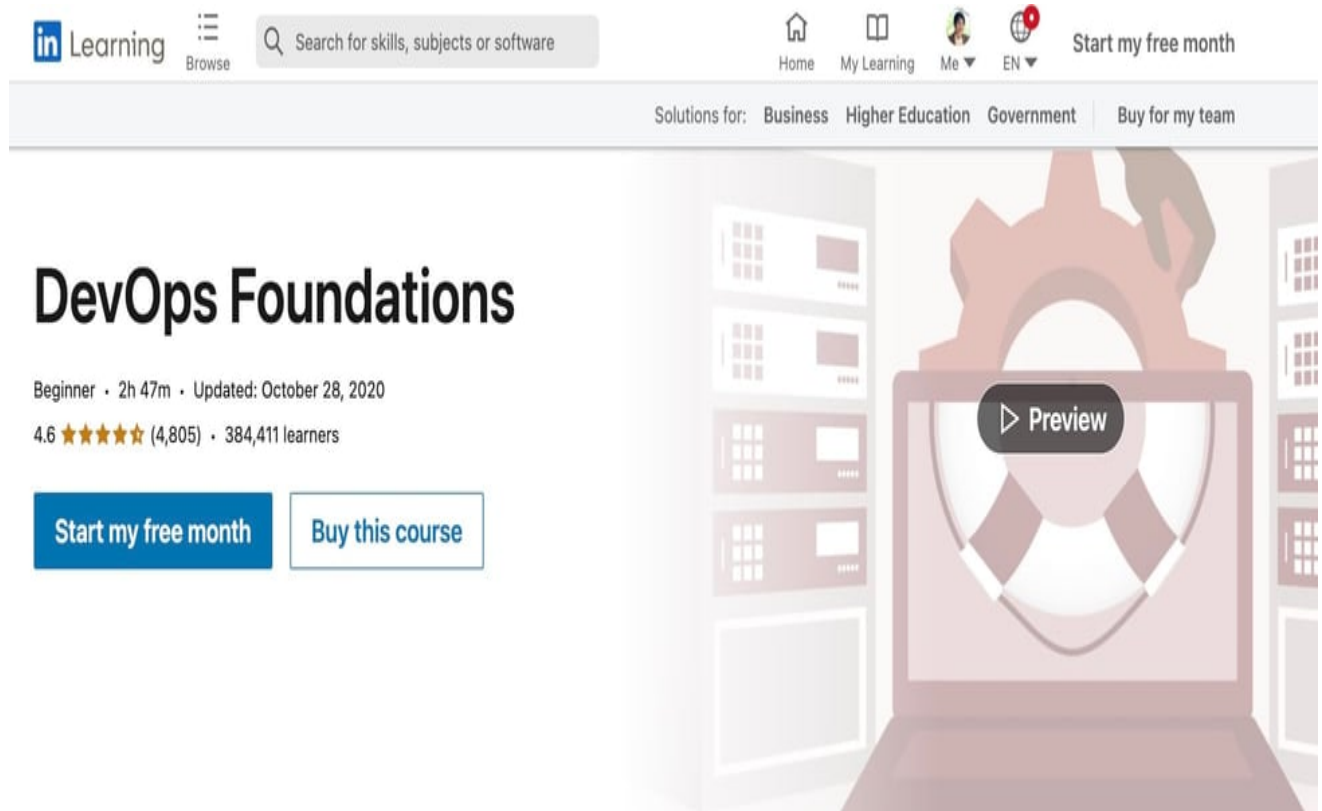 in Learning
Browse
Search for skills, subjects or software
Home
My Learning
Me
EN
Start my free month
Solutions for: Business Higher Education Government Buy for my team
DevOps Foundations
Beginner · 2h 47m · Updated: October 28, 2020
4.6 (4,805) · 384,411 learners
Start my free month
Buy this course
Preview